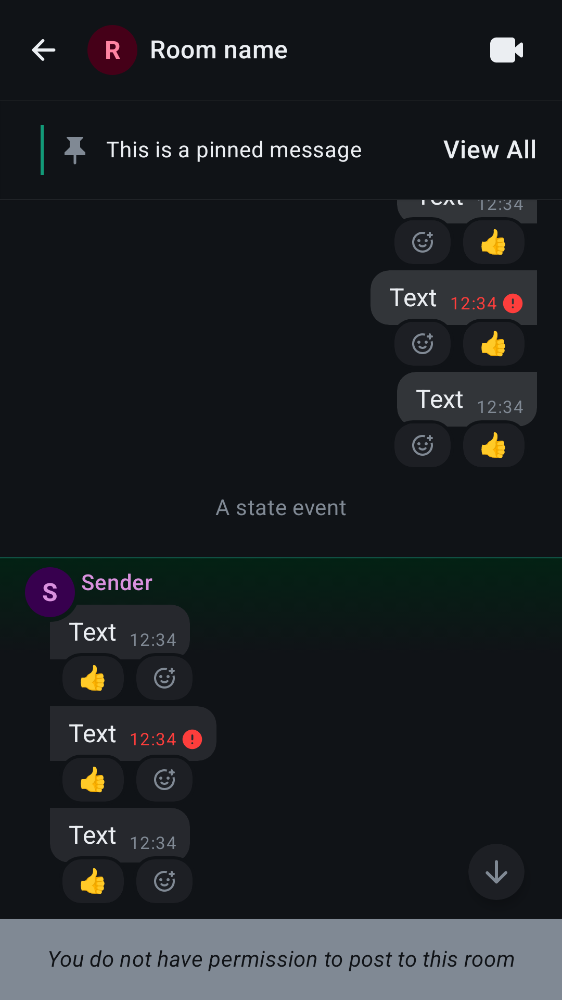 R Room name
This is a pinned message View All
Text 12:34
Text 12:34
Text 12:34
A state event
S Sender
Text 12:34
Text 12:34
Text 12:34
You do not have permission to post to this room